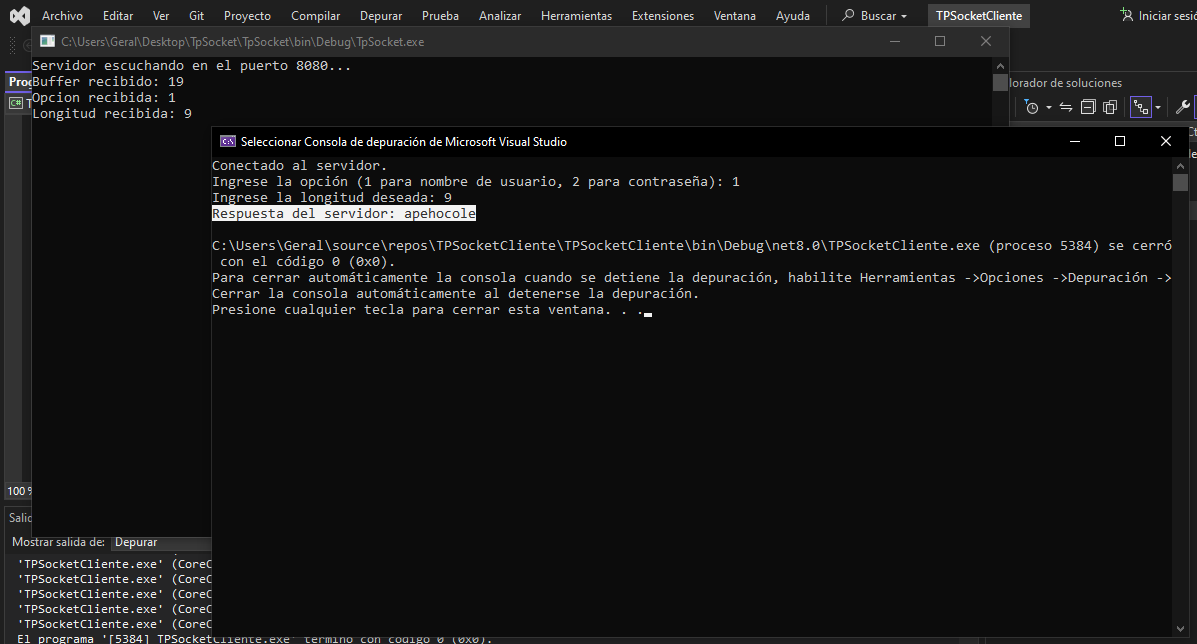 Archivo Editar Ver Git Proyecto Compilar Depurar Prueba Analizar Herramientas Extensiones Ventana Ayuda Buscar TPSocketCliente Iniciar
C:\Users\Geral\Desktop\TpSocket\TpSocket\bin\Debug\TpSocket.exe
Servidor escuchando en el puerto 8080...
Buffer recibido: 19
Opcion recibida: 1
Longitud recibida: 9
de soluciones
Seleccionar Consola de depuración de Microsoft Visual Studio
Conectado al servidor.
Ingrese la opción (1 para nombre de usuario, 2 para contraseña): 1
Ingrese la longitud deseada: 9
Respuesta del servidor: apehocole
C:\Users\Geral\source\repos\TPSocketCliente\TPSocketCliente\bin\Debug\net8.0\TPSocketCliente.exe (proceso 5384) se cerró
con el código 0 (0x0).
Para cerrar automáticamente la consola cuando se detiene la depuración, habilite Herramientas ->Opciones ->Depuración ->
Cerrar la consola automáticamente al detenerse la depuración.
Presione cualquier tecla para cerrar esta ventana. . .
100 %
Mostrar salida de: Depurar
'TPSocketCliente.exe' (CoreC
'TPSocketCliente.exe' (CoreC
'TPSocketCliente.exe' (CoreC
'TPSocketCliente.exe' (CoreC
El programa '[5384] TPSocketCliente.exe' terminó con código 0 (0x0).